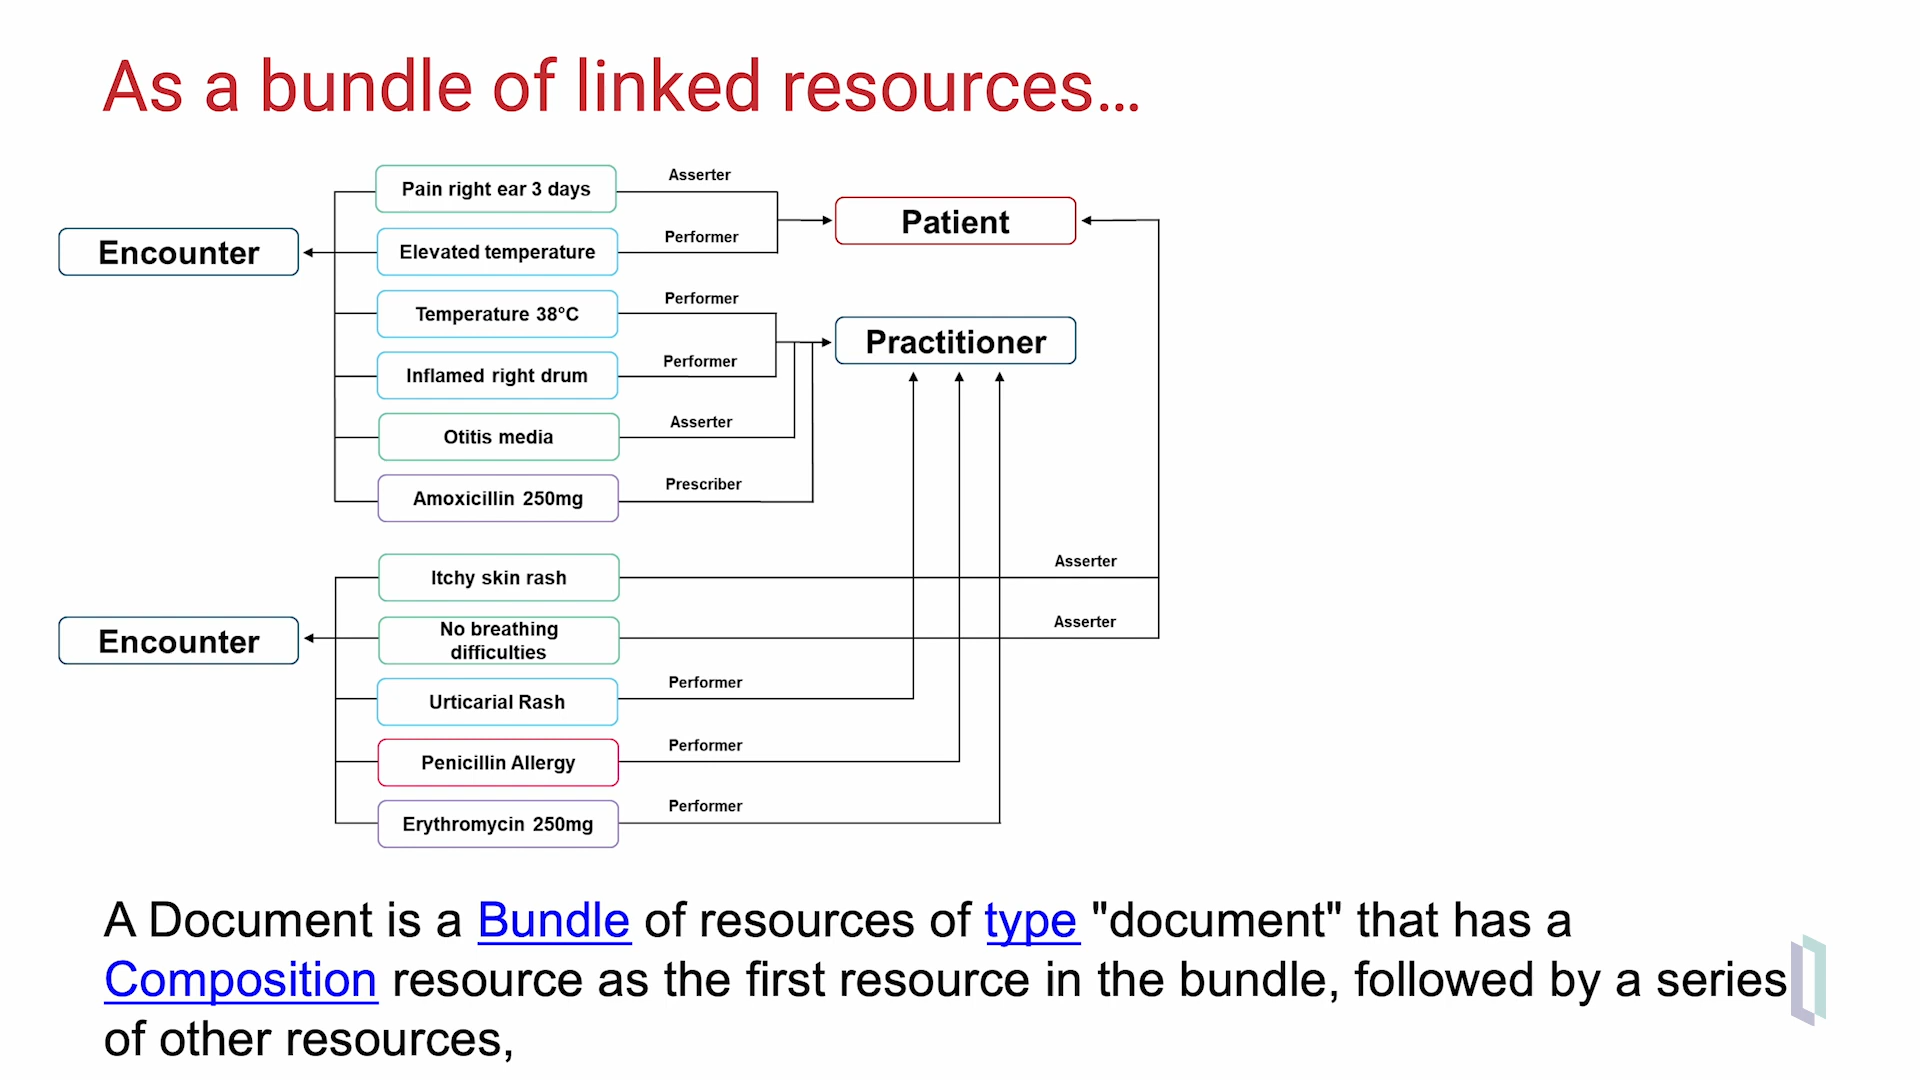 As a bundle of linked resources...
Pain right ear 3 days
Asserter
Patient
Encounter
Elevated temperature
Performer
Temperature 38°C
Performer
Practitioner
Inflamed right drum
Performer
Otitis media
Asserter
Amoxicillin 250mg
Prescriber
Itchy skin rash
Asserter
Encounter
No breathing
difficulties
Asserter
Urticarial Rash
Performer
Penicillin Allergy
Performer
Erythromycin 250mg
Performer
A Document is a Bundle of resources of type "document" that has a
Composition resource as the first resource in the bundle, followed by a series
of other resources,